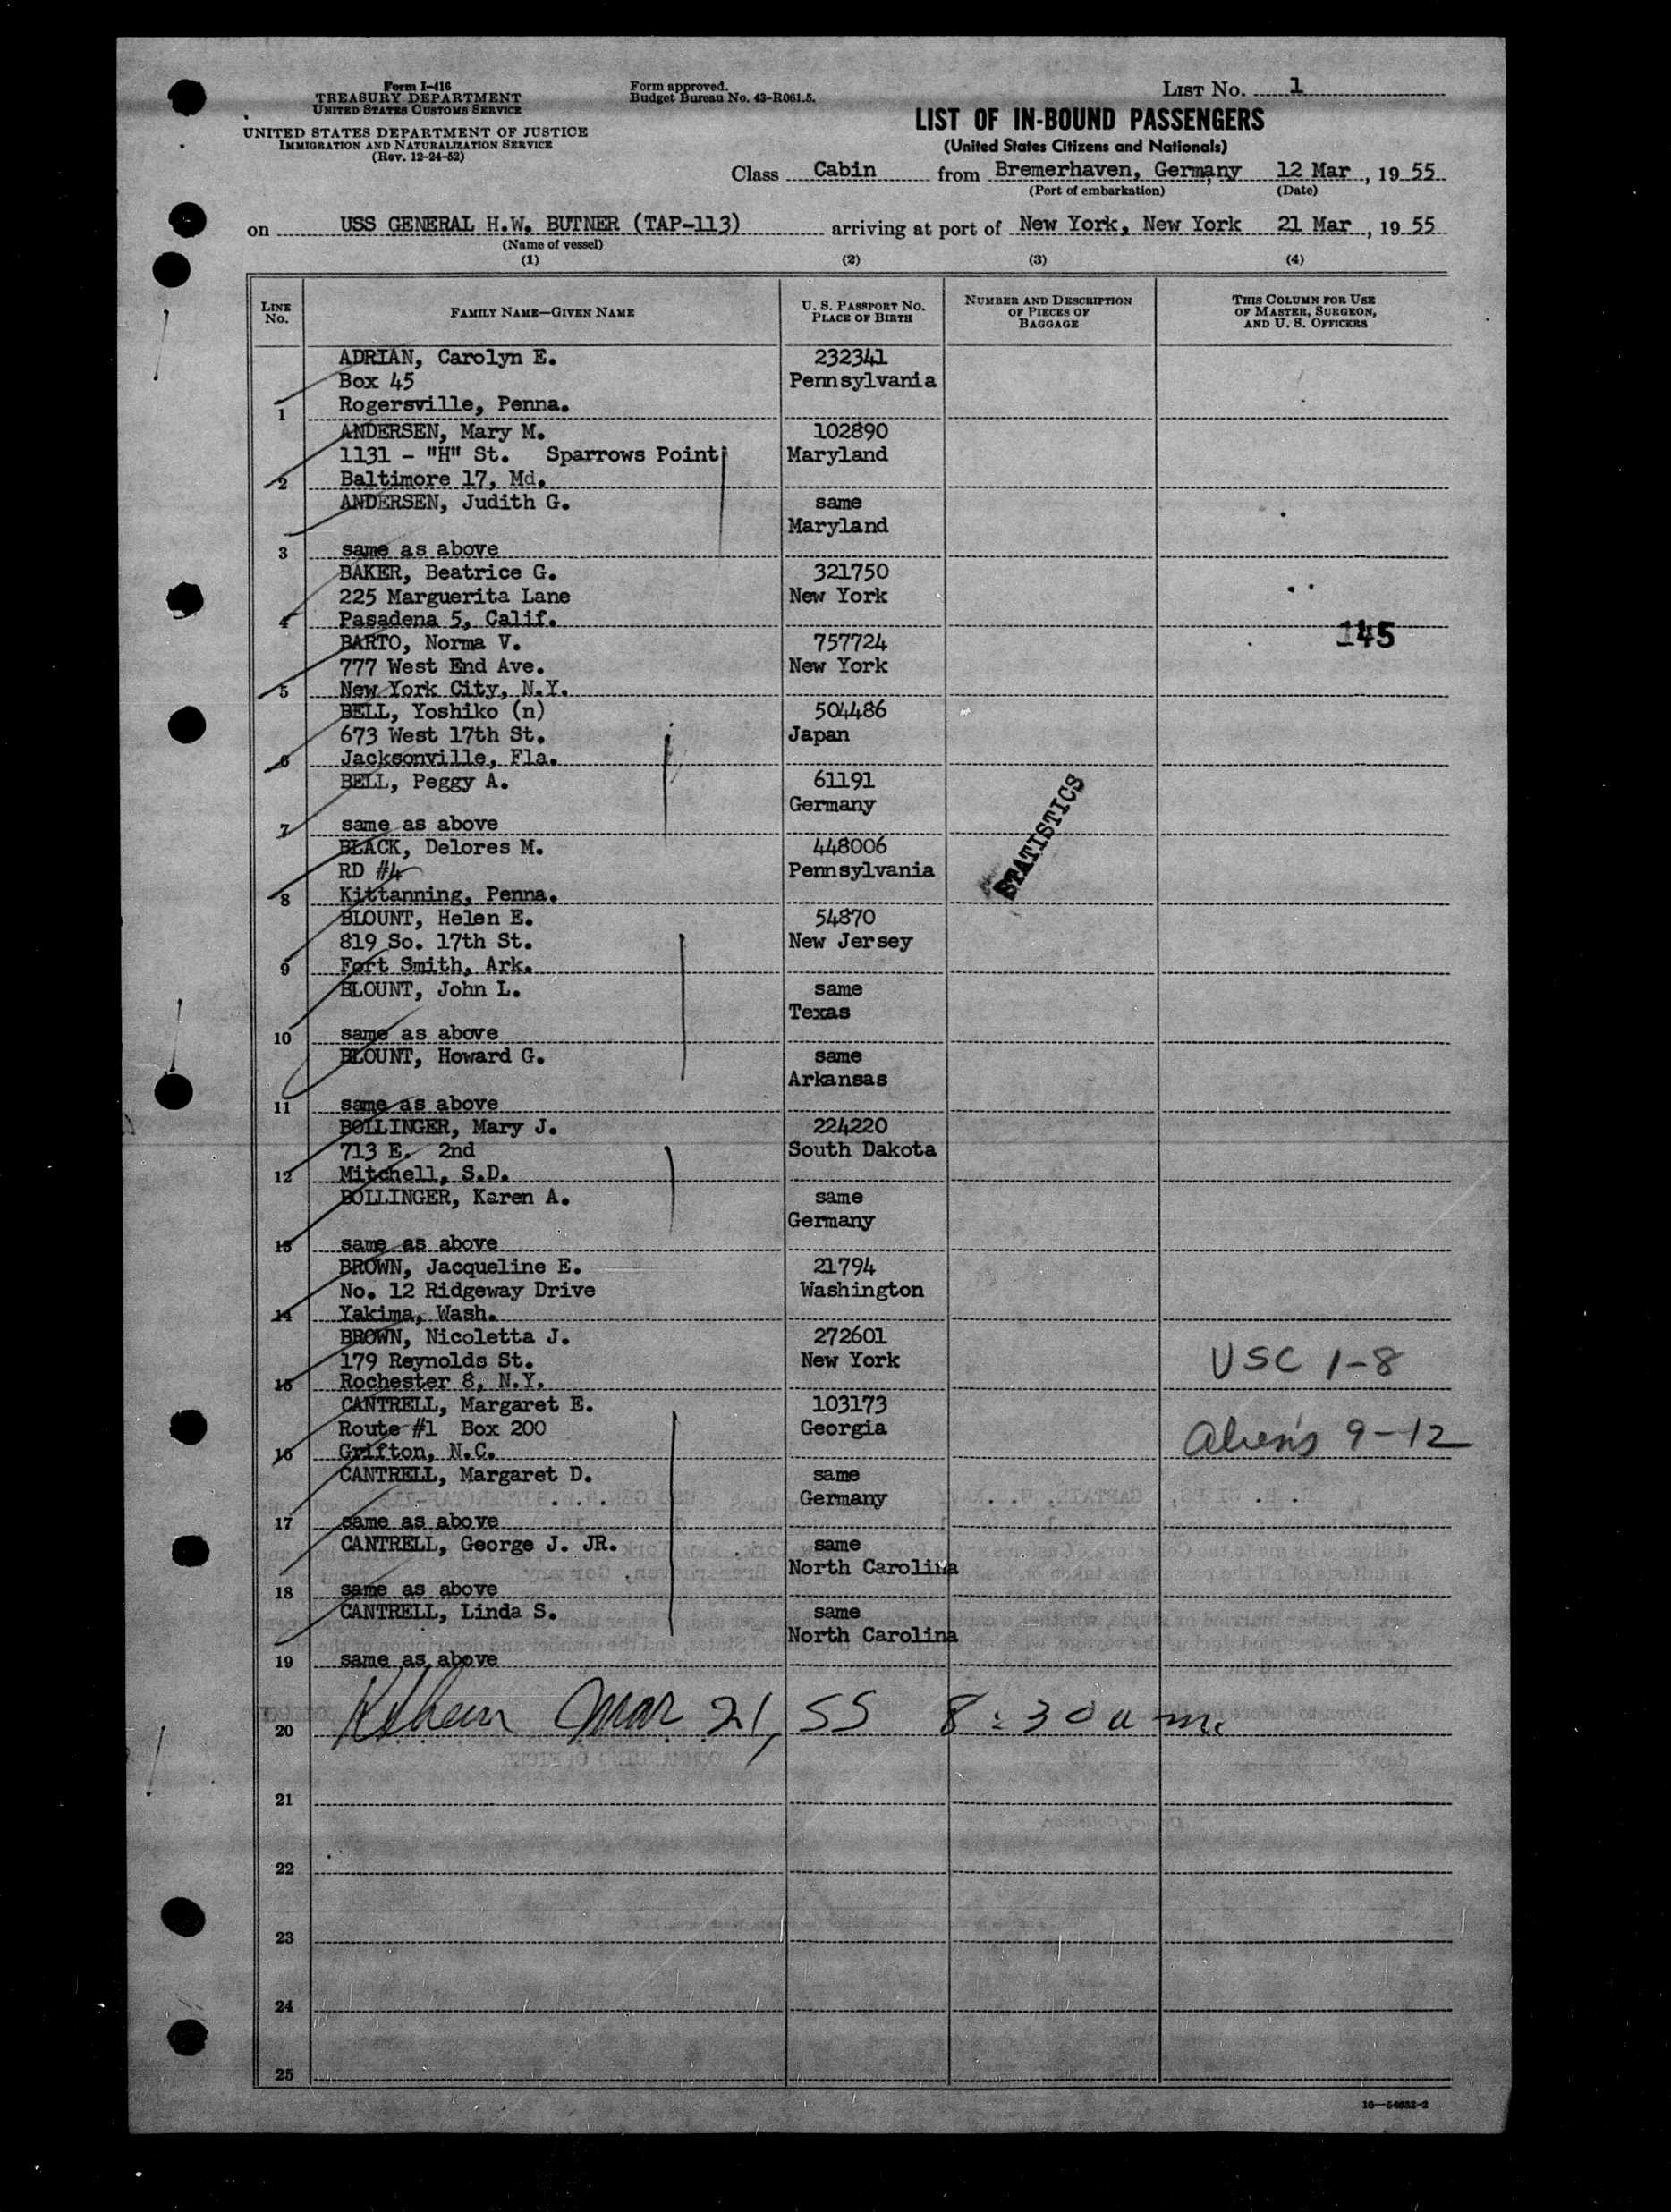 Form I-416
TREASURY DEPARTMENT
UNITED STATES CUSTOMS SERVICE
UNITED STATES DEPARTMENT OF JUSTICE
IMMIGRATION AND NATURALIZATION SERVICE
(Rev. 12-24-52)
Form approved.
Budget Bureau No. 43-R061.5.
LIST No. 1
LIST OF IN-BOUND PASSENGERS
(United States Citizens and Nationals)
Class Cabin from Bremerhaven, Germany 12 Mar, 19 55
(Port of embarkation) (Date)
on USS GENERAL H.W. BUTNER (TAP-113) arriving at port of New York, New York 21 Mar, 19 55
(Name of vessel)
(1) (2) (3) (4)
LINE No. FAMILY NAME—GIVEN NAME U. S. PASSPORT No. PLACE OF BIRTH NUMBER AND DESCRIPTION OF PIECES OF BAGGAGE THIS COLUMN FOR USE OF MASTER, SURGEON, AND U. S. OFFICERS
ADRIAN, Carolyn E. 232341
Box 45 Pennsylvania
1 Rogersville, Penna.
ANDERSEN, Mary M. 102890
1131 - "H" St. Sparrows Point Maryland
2 Baltimore 17, Md.
ANDERSEN, Judith G. same
Maryland
3 same as above
BAKER, Beatrice G. 321750
225 Marguerita Lane New York
4 Pasadena 5, Calif.
145
BARTO, Norma V. 757724
777 West End Ave. New York
5 New York City, N.Y.
BELL, Yoshiko (n) 504486
673 West 17th St. Japan
6 Jacksonville, Fla.
BELL, Peggy A. 61191
Germany
7 same as above
STATISTICS
BLACK, Delores M. 448006
RD #4 Pennsylvania
8 Kittanning, Penna.
BLOUNT, Helen E. 54870
819 So. 17th St. New Jersey
9 Fort Smith, Ark.
BLOUNT, John L. same
Texas
10 same as above
BLOUNT, Howard G. same
Arkansas
11 same as above
BOLLINGER, Mary J. 224220
713 E. 2nd South Dakota
12 Mitchell, S.D.
BOLLINGER, Karen A. same
Germany
13 same as above
BROWN, Jacqueline E. 21794
No. 12 Ridgeway Drive Washington
14 Yakima, Wash.
BROWN, Nicoletta J. 272601
179 Reynolds St. New York USC 1-8
15 Rochester 8, N.Y.
CANTRELL, Margaret E. 103173
Route #1 Box 200 Georgia
16 Grifton, N.C. Aliens 9-12
CANTRELL, Margaret D. same
Germany
17 same as above
CANTRELL, George J. JR. same
North Carolina
18 same as above
CANTRELL, Linda S. same
North Carolina
19 same as above
20 Mar 21, 55 8:30 a m.
21
22
23
24
25